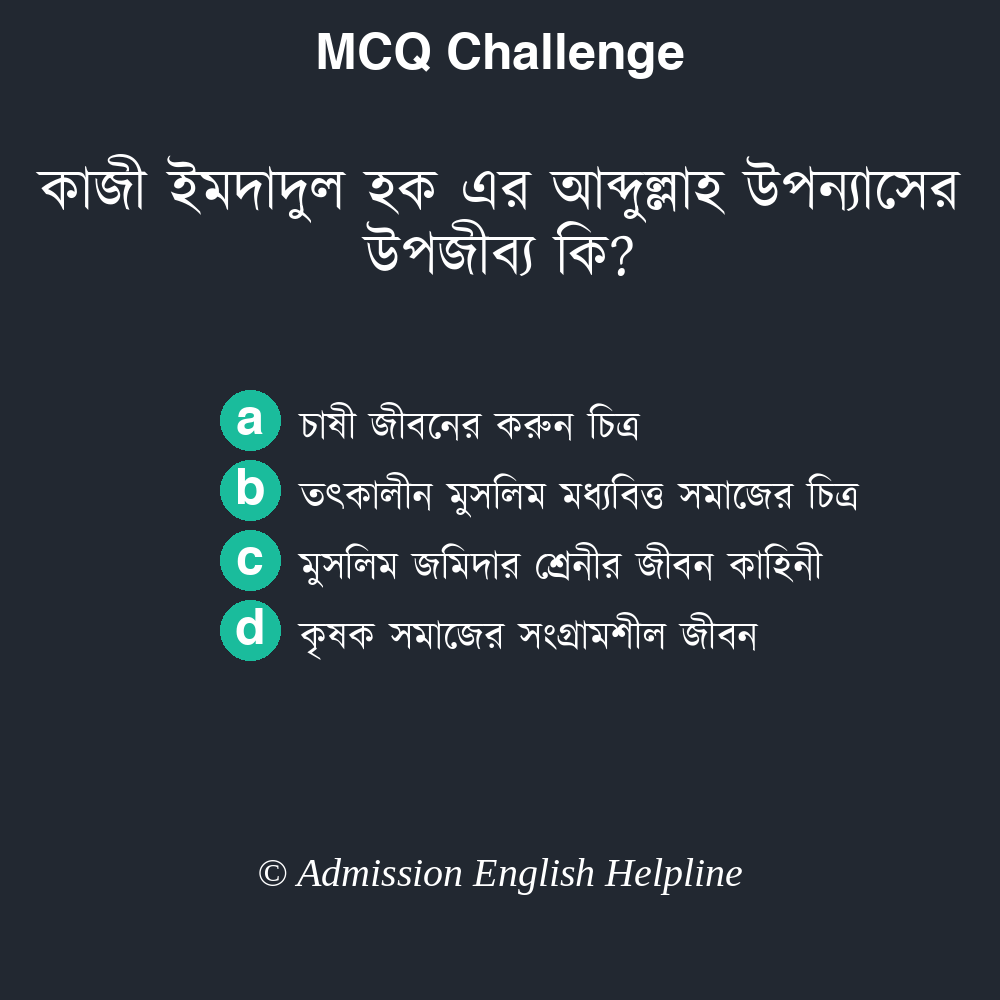 MCQ Challenge
কাজী ইমদাদুল হক এর আব্দুল্লাহ উপন্যাসের
উপজীব্য কি?
a চাষী জীবনের করুন চিত্র
b তৎকালীন মুসলিম মধ্যবিত্ত সমাজের চিত্র
c মুসলিম জমিদার শ্রেনীর জীবন কাহিনী
d কৃষক সমাজের সংগ্রামশীল জীবন
© Admission English Helpline